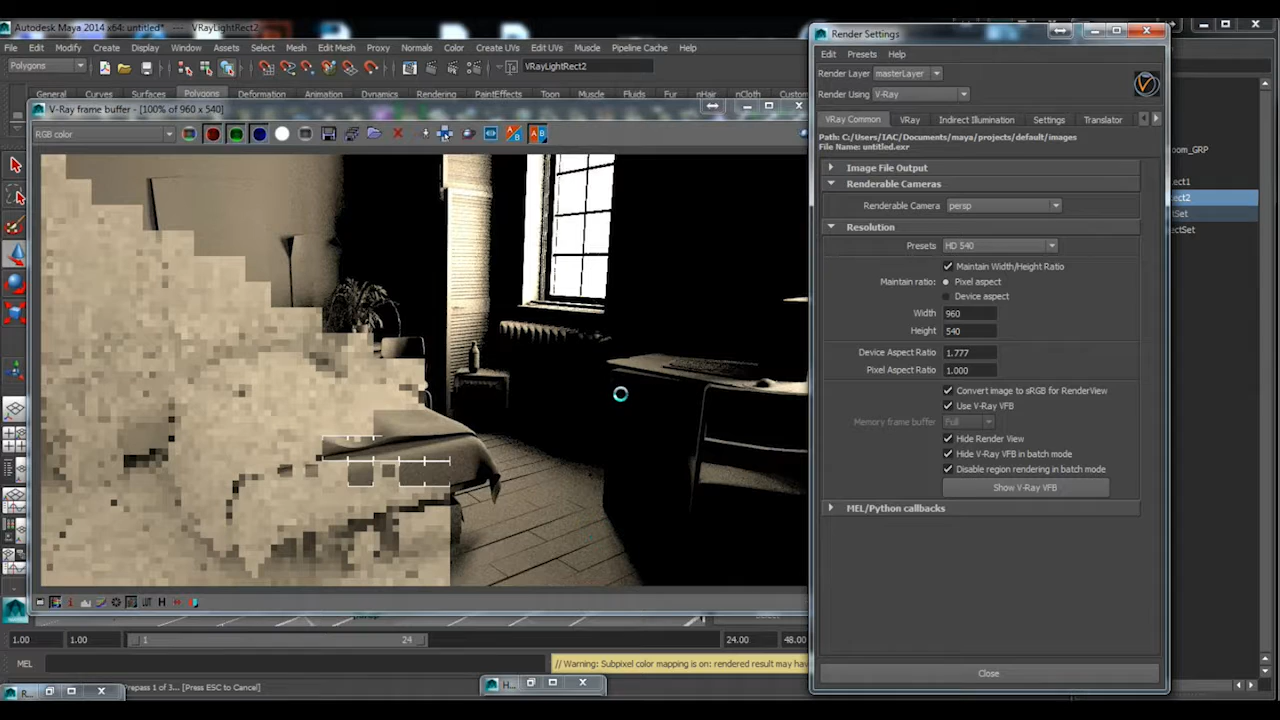 Autodesk Maya 2014 x64: untitled* --- VRayLightRect2
File Edit Modify Create Display Window Assets Select Mesh Edit Mesh Proxy Normals Color Create UVs Edit UVs Muscle Pipeline Cache Help
Polygons
VRayLightRect2
General Curves Surfaces Polygons Deformation Animation Dynamics Rendering PaintEffects Toon Muscle Fluids Fur nHair nCloth Custom
V-Ray frame buffer - [100% of 960 x 540]
RGB color
Render Settings
Edit Presets Help
Render Layer masterLayer
Render Using V-Ray
VRay Common VRay Indirect Illumination Settings Translator
Path: C:/Users/IAC/Documents/maya/projects/default/images
File Name: untitled.exr
Image File Output
Renderable Cameras
Renderable Camera persp
Resolution
Presets HD 540
Maintain Width/Height Ratio
Maintain ratio: Pixel aspect
Device aspect
Width 960
Height 540
Device Aspect Ratio 1.777
Pixel Aspect Ratio 1.000
Convert image to sRGB for RenderView
Use V-Ray VFB
Memory frame buffer Full
Hide Render View
Hide V-Ray VFB in batch mode
Disable region rendering in batch mode
Show V-Ray VFB
MEL/Python callbacks
Close
oom_GRP
ect1
ect2
tSet
ectSet
1.00 1.00 1 24 24.00 48.00
MEL
// Warning: Subpixel color mapping is on: rendered result may hav
R... Prepass 1 of 3... [Press ESC to Cancel]
H...